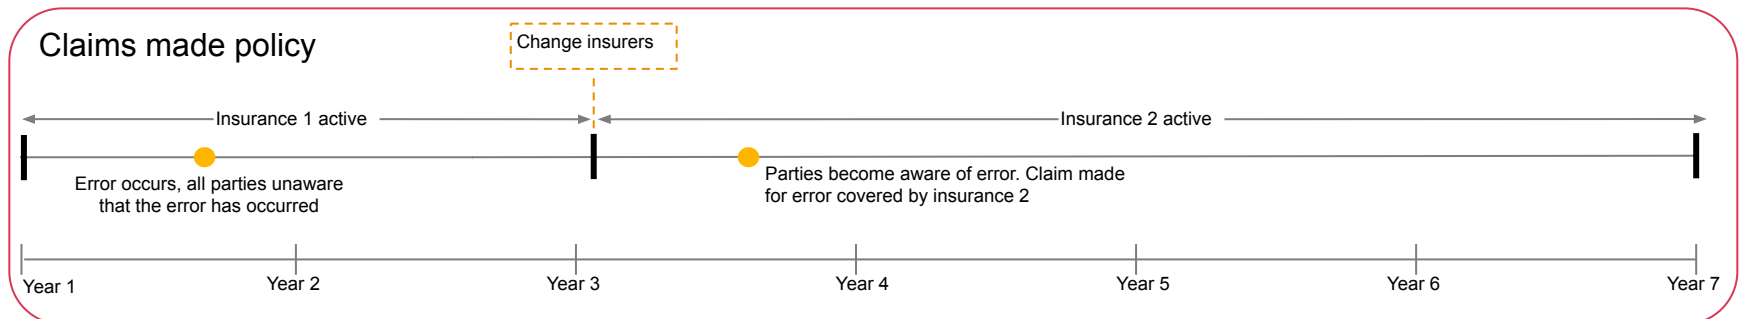 Claims made policy
Change insurers
Insurance 1 active
Insurance 2 active
Error occurs, all parties unaware
that the error has occurred
Parties become aware of error. Claim made
for error covered by insurance 2
Year 1
Year 2
Year 3
Year 4
Year 5
Year 6
Year 7